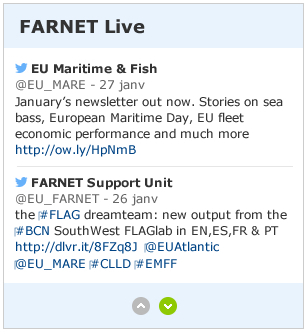 FARNET Live
EU Maritime & Fish
@EU_MARE - 27 janv
January's newsletter out now. Stories on sea
bass, European Maritime Day, EU fleet
economic performance and much more
http://ow.ly/HpNmB
FARNET Support Unit
@EU_FARNET - 26 janv
the #FLAG dreamteam: new output from the
#BCN SouthWest FLAGlab in EN,ES,FR & PT
http://dlvr.it/8FZq8J @EUAtlantic
@EU_MARE #CLLD #EMFF